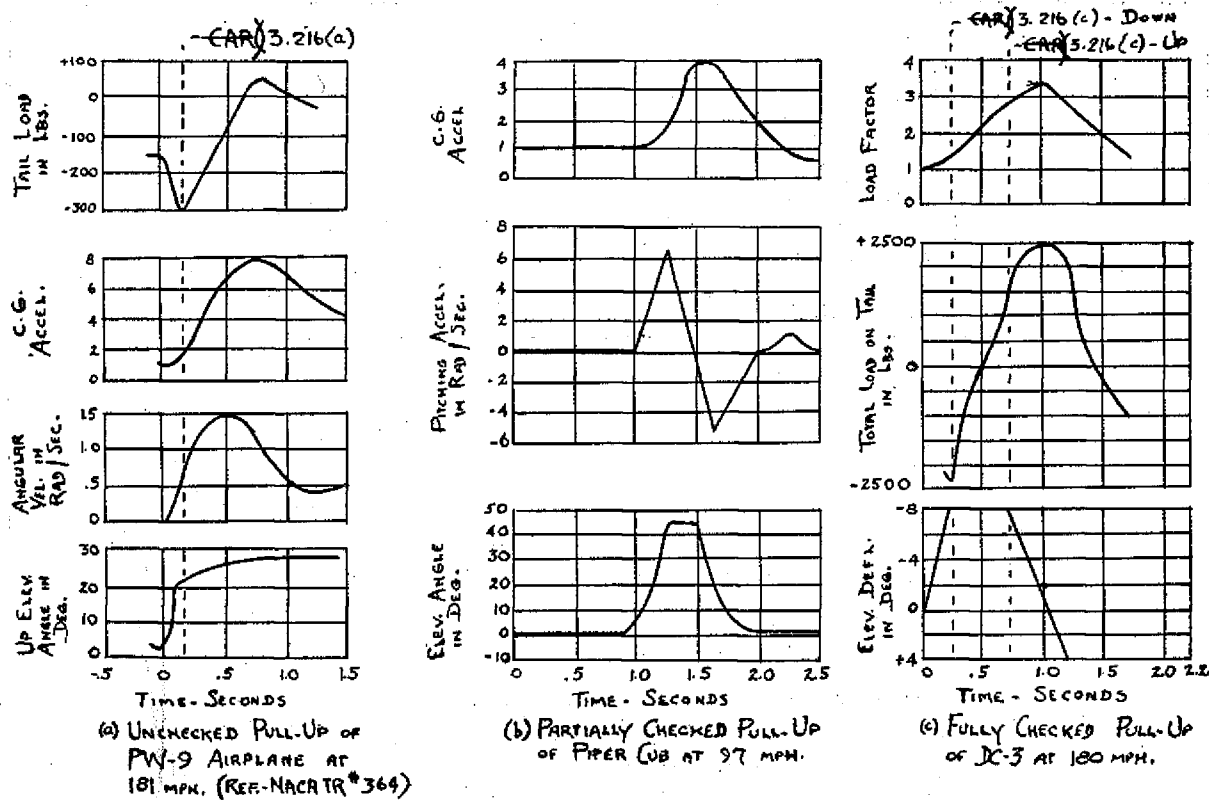 CAR 3.216(a)
TAIL LOAD
IN LBS.
+100
0
-100
-200
-300
C.G.
ACCEL.
8
6
4
2
0
ANGULAR
VEL. IN
RAD/SEC.
1.5
1.0
.5
0
UP ELEV.
ANGLE IN
DEG.
30
20
10
0
-.5 0 .5 1.0 1.5
TIME - SECONDS
(a) UNCHECKED PULL-UP OF
PW-9 AIRPLANE AT
181 MPH. (REF.-NACA TR #364)
C.G.
ACCEL
4
3
2
1
0
PITCHING ACCEL.
IN RAD/SEC.
8
6
4
2
0
-2
-4
-6
ELEV. ANGLE
IN DEG.
50
40
30
20
10
0
-10
0 .5 1.0 1.5 2.0 2.5
TIME - SECONDS
(b) PARTIALLY CHECKED PULL-UP
OF PIPER CUB AT 97 MPH.
CAR 3.216(c) - DOWN
CAR 3.216(c) - UP
LOAD FACTOR
4
3
2
1
0
TOTAL LOAD ON TAIL
IN LBS.
+2500
0
-2500
ELEV. DEFL.
IN DEG.
-8
-4
0
+4
0 .5 1.0 1.5 2.0 2.2
TIME - SECONDS
(c) FULLY CHECKED PULL-UP
OF DC-3 AT 180 MPH.